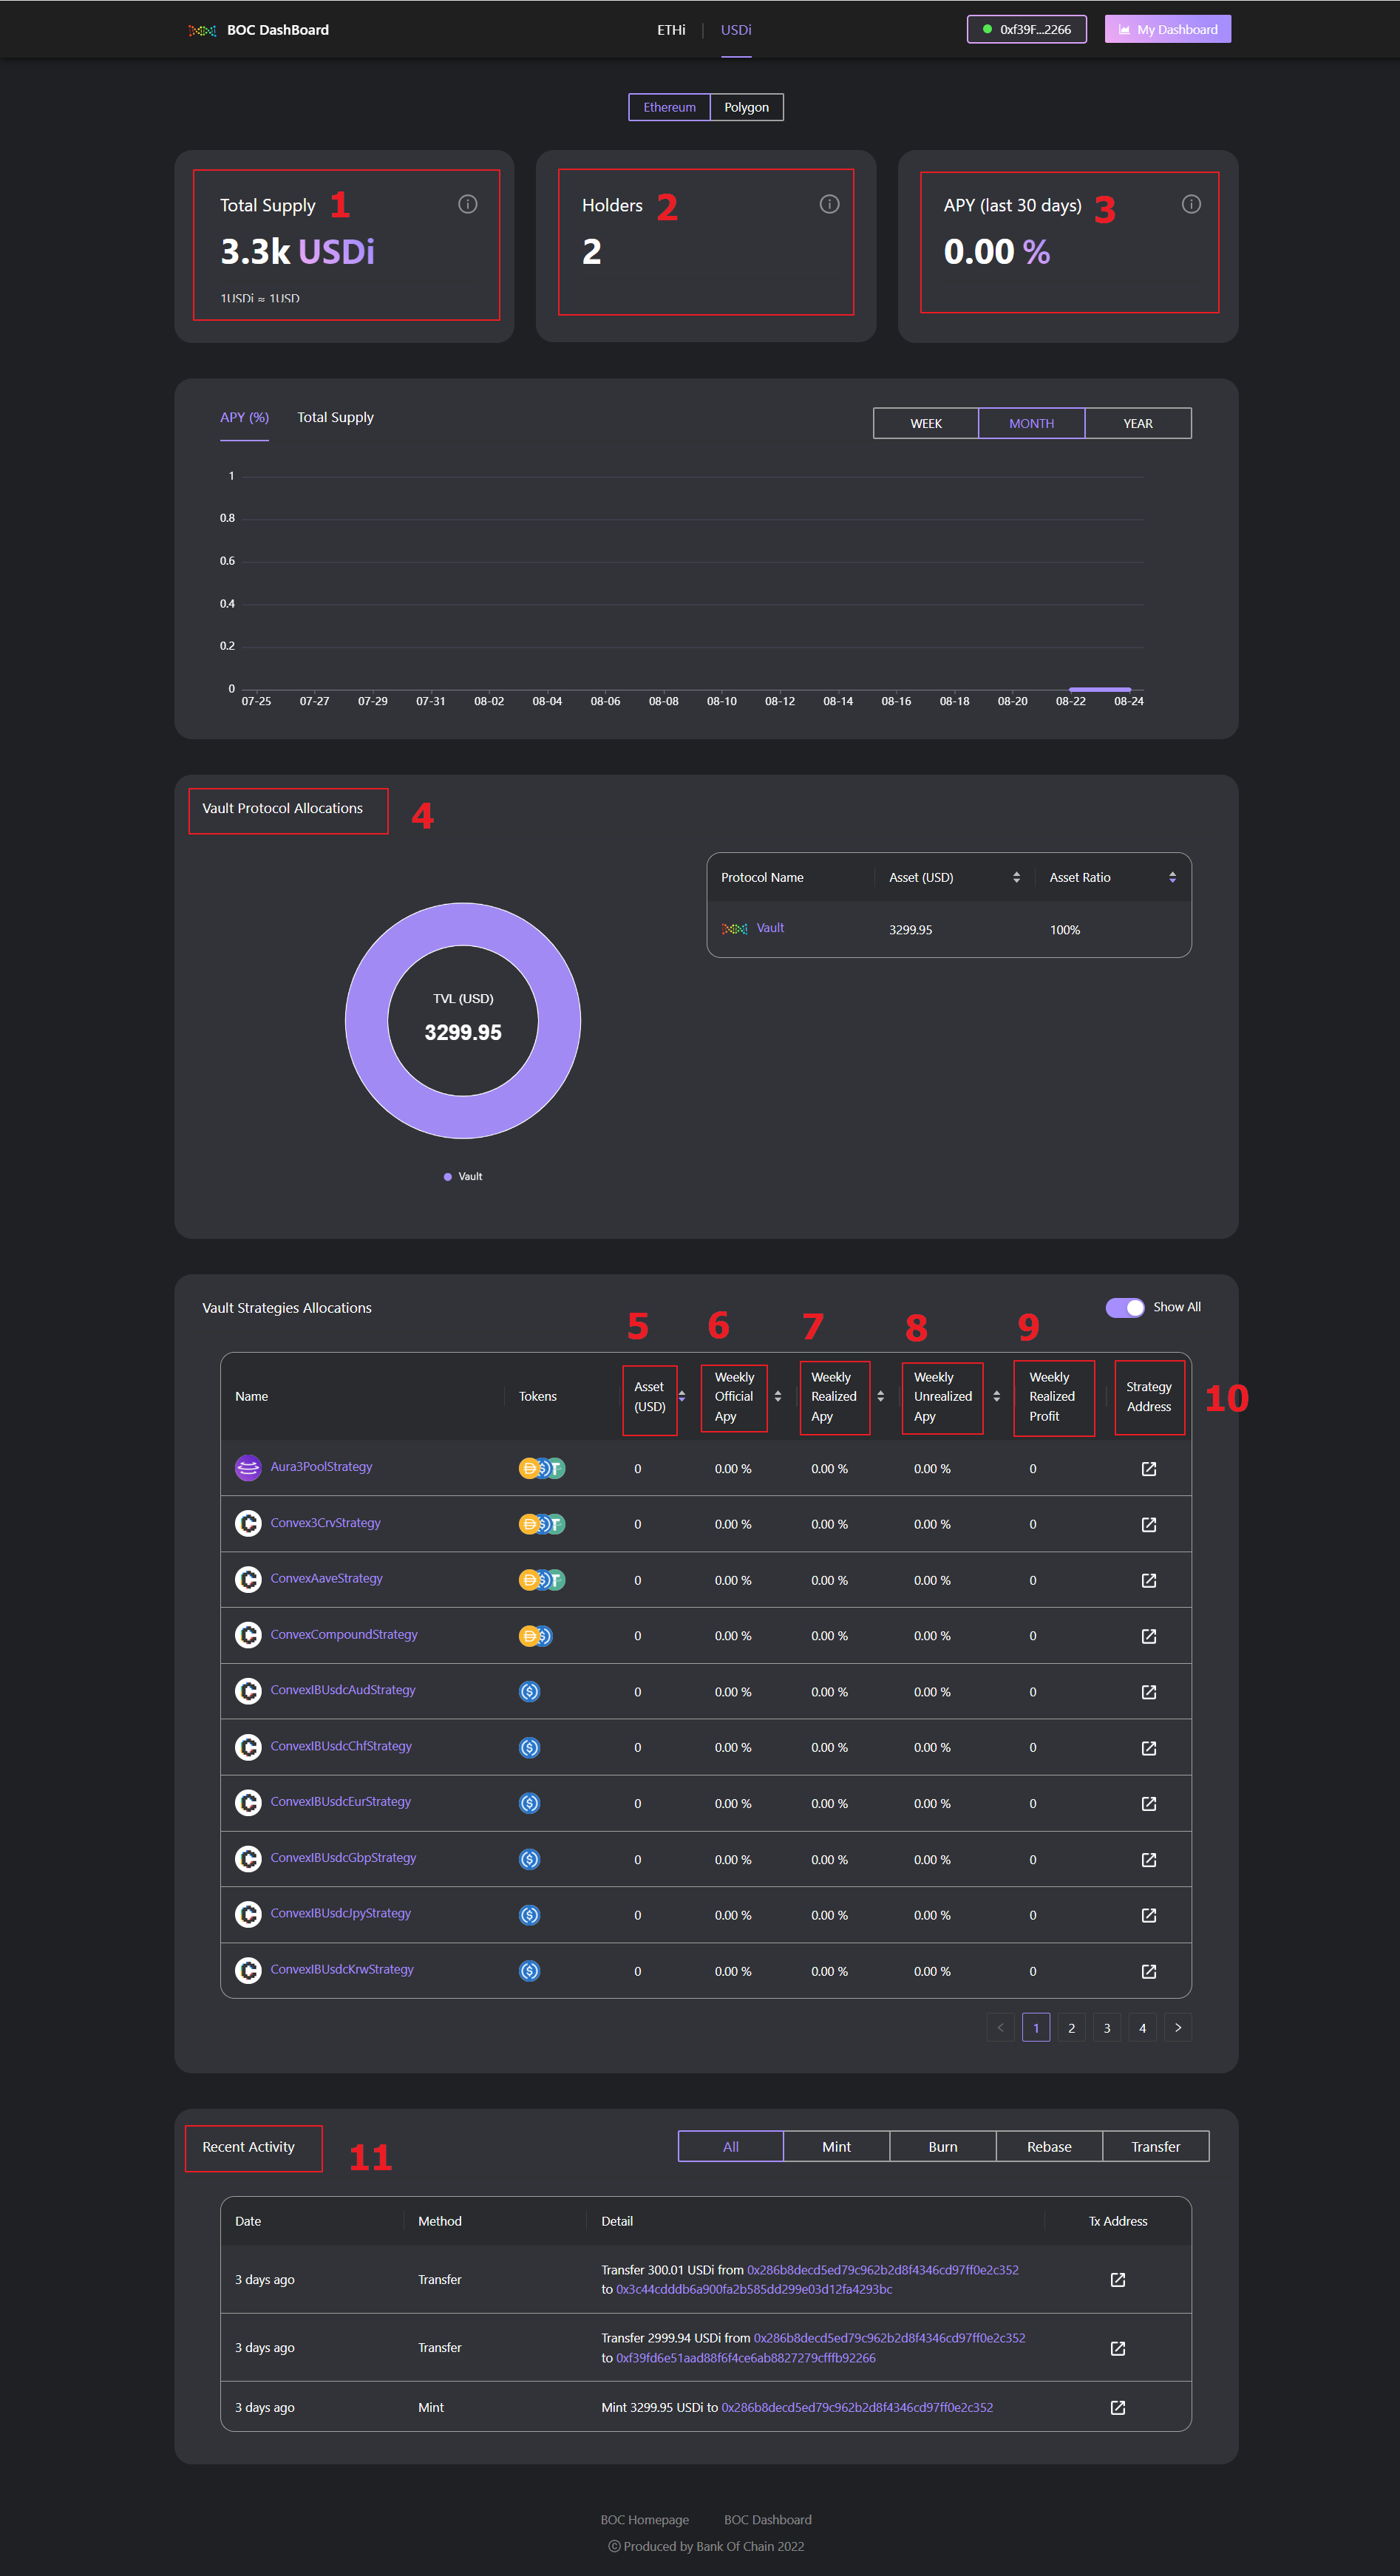 BOC DashBoard
ETHi
USDi
0xf39F...2266
My Dashboard
Ethereum
Polygon
Total Supply 1
3.3k USDi
1USDi ≈ 1USD
Holders 2
2
APY (last 30 days) 3
0.00 %
APY (%)
Total Supply
WEEK
MONTH
YEAR
1
0.8
0.6
0.4
0.2
0
07-25 07-27 07-29 07-31 08-02 08-04 08-06 08-08 08-10 08-12 08-14 08-16 08-18 08-20 08-22 08-24
Vault Protocol Allocations 4
TVL (USD)
3299.95
Vault
Protocol Name Asset (USD) Asset Ratio
Vault 3299.95 100%
Vault Strategies Allocations
Show All
5 6 7 8 9 10
Name
Tokens
Asset
(USD)
Weekly
Official
Apy
Weekly
Realized
Apy
Weekly
Unrealized
Apy
Weekly
Realized
Profit
Strategy
Address
Aura3PoolStrategy 0 0.00 % 0.00 % 0.00 % 0
Convex3CrvStrategy 0 0.00 % 0.00 % 0.00 % 0
ConvexAaveStrategy 0 0.00 % 0.00 % 0.00 % 0
ConvexCompoundStrategy 0 0.00 % 0.00 % 0.00 % 0
ConvexIBUsdcAudStrategy 0 0.00 % 0.00 % 0.00 % 0
ConvexIBUsdcChfStrategy 0 0.00 % 0.00 % 0.00 % 0
ConvexIBUsdcEurStrategy 0 0.00 % 0.00 % 0.00 % 0
ConvexIBUsdcGbpStrategy 0 0.00 % 0.00 % 0.00 % 0
ConvexIBUsdcJpyStrategy 0 0.00 % 0.00 % 0.00 % 0
ConvexIBUsdcKrwStrategy 0 0.00 % 0.00 % 0.00 % 0
< 1 2 3 4 >
Recent Activity 11
All
Mint
Burn
Rebase
Transfer
Date Method Detail Tx Address
3 days ago Transfer Transfer 300.01 USDi from 0x286b8decd5ed79c962b2d8f4346cd97ff0e2c352
to 0x3c44cdddb6a900fa2b585dd299e03d12fa4293bc
3 days ago Transfer Transfer 2999.94 USDi from 0x286b8decd5ed79c962b2d8f4346cd97ff0e2c352
to 0xf39fd6e51aad88f6f4ce6ab8827279cfffb92266
3 days ago Mint Mint 3299.95 USDi to 0x286b8decd5ed79c962b2d8f4346cd97ff0e2c352
BOC Homepage
BOC Dashboard
© Produced by Bank Of Chain 2022